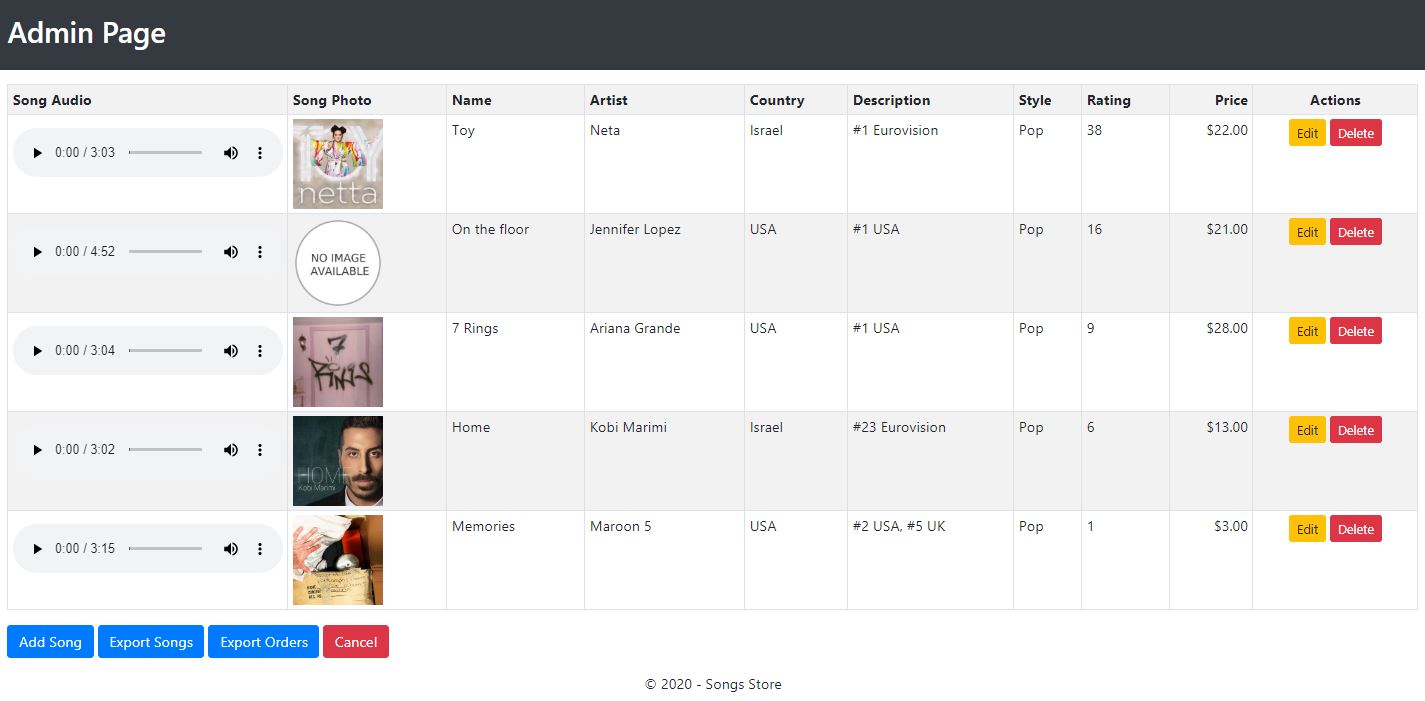 Admin Page
Song Audio Song Photo Name Artist Country Description Style Rating Price Actions
0:00 / 3:03 TOY netta Toy Neta Israel #1 Eurovision Pop 38 $22.00 Edit Delete
0:00 / 4:52 NO IMAGE AVAILABLE On the floor Jennifer Lopez USA #1 USA Pop 16 $21.00 Edit Delete
0:00 / 3:04 7 RINGS 7 Rings Ariana Grande USA #1 USA Pop 9 $28.00 Edit Delete
0:00 / 3:02 HOME Kobi Marimi Home Kobi Marimi Israel #23 Eurovision Pop 6 $13.00 Edit Delete
0:00 / 3:15 Memories Maroon 5 USA #2 USA, #5 UK Pop 1 $3.00 Edit Delete
Add Song Export Songs Export Orders Cancel
© 2020 - Songs Store